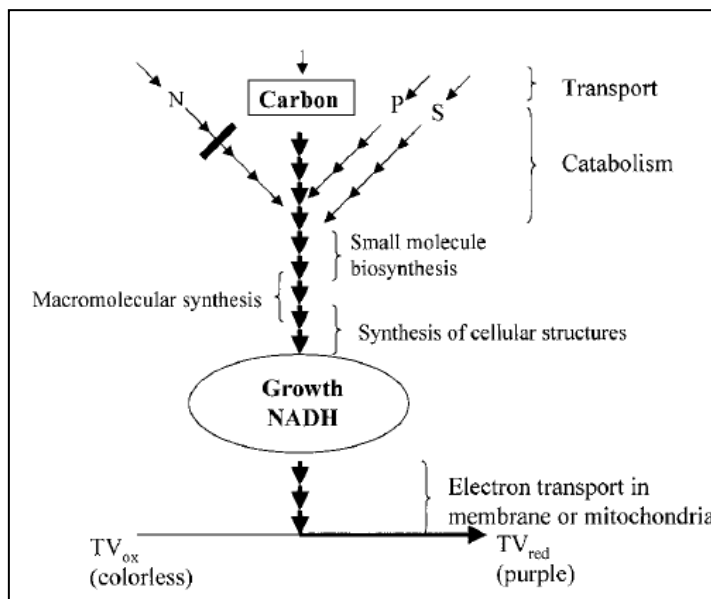 N
Carbon
P
S
Transport
Catabolism
Small molecule
biosynthesis
Macromolecular synthesis
Synthesis of cellular structures
Growth
NADH
Electron transport in
membrane or mitochondria
TVox
(colorless)
TVred
(purple)